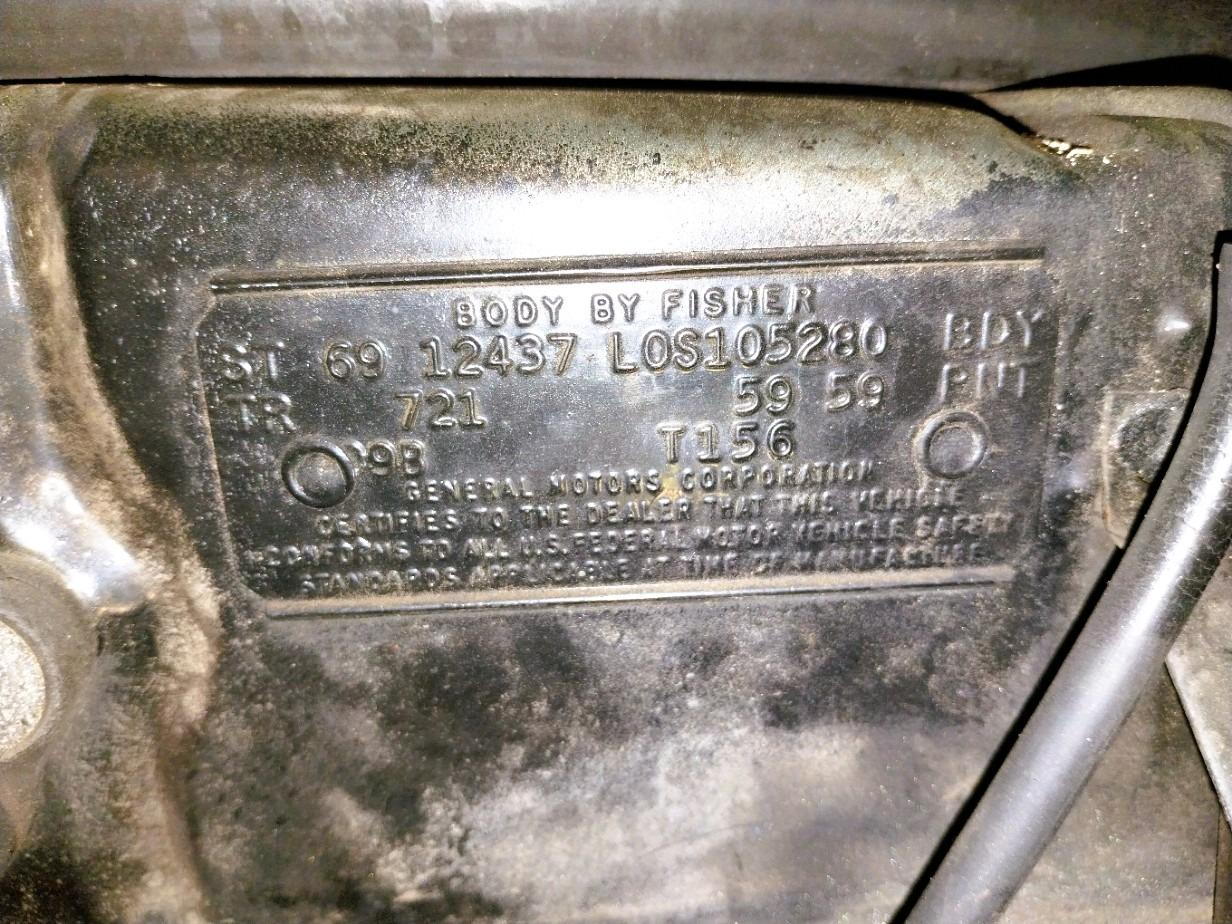 BODY BY FISHER
ST 69 12437 LOS105280 BDY
TR 721 59 59 PNT
09B T156
GENERAL MOTORS CORPORATION
CERTIFIES TO THE DEALER THAT THIS VEHICLE
CONFORMS TO ALL U.S. FEDERAL MOTOR VEHICLE SAFETY
STANDARDS APPLICABLE AT TIME OF MANUFACTURE